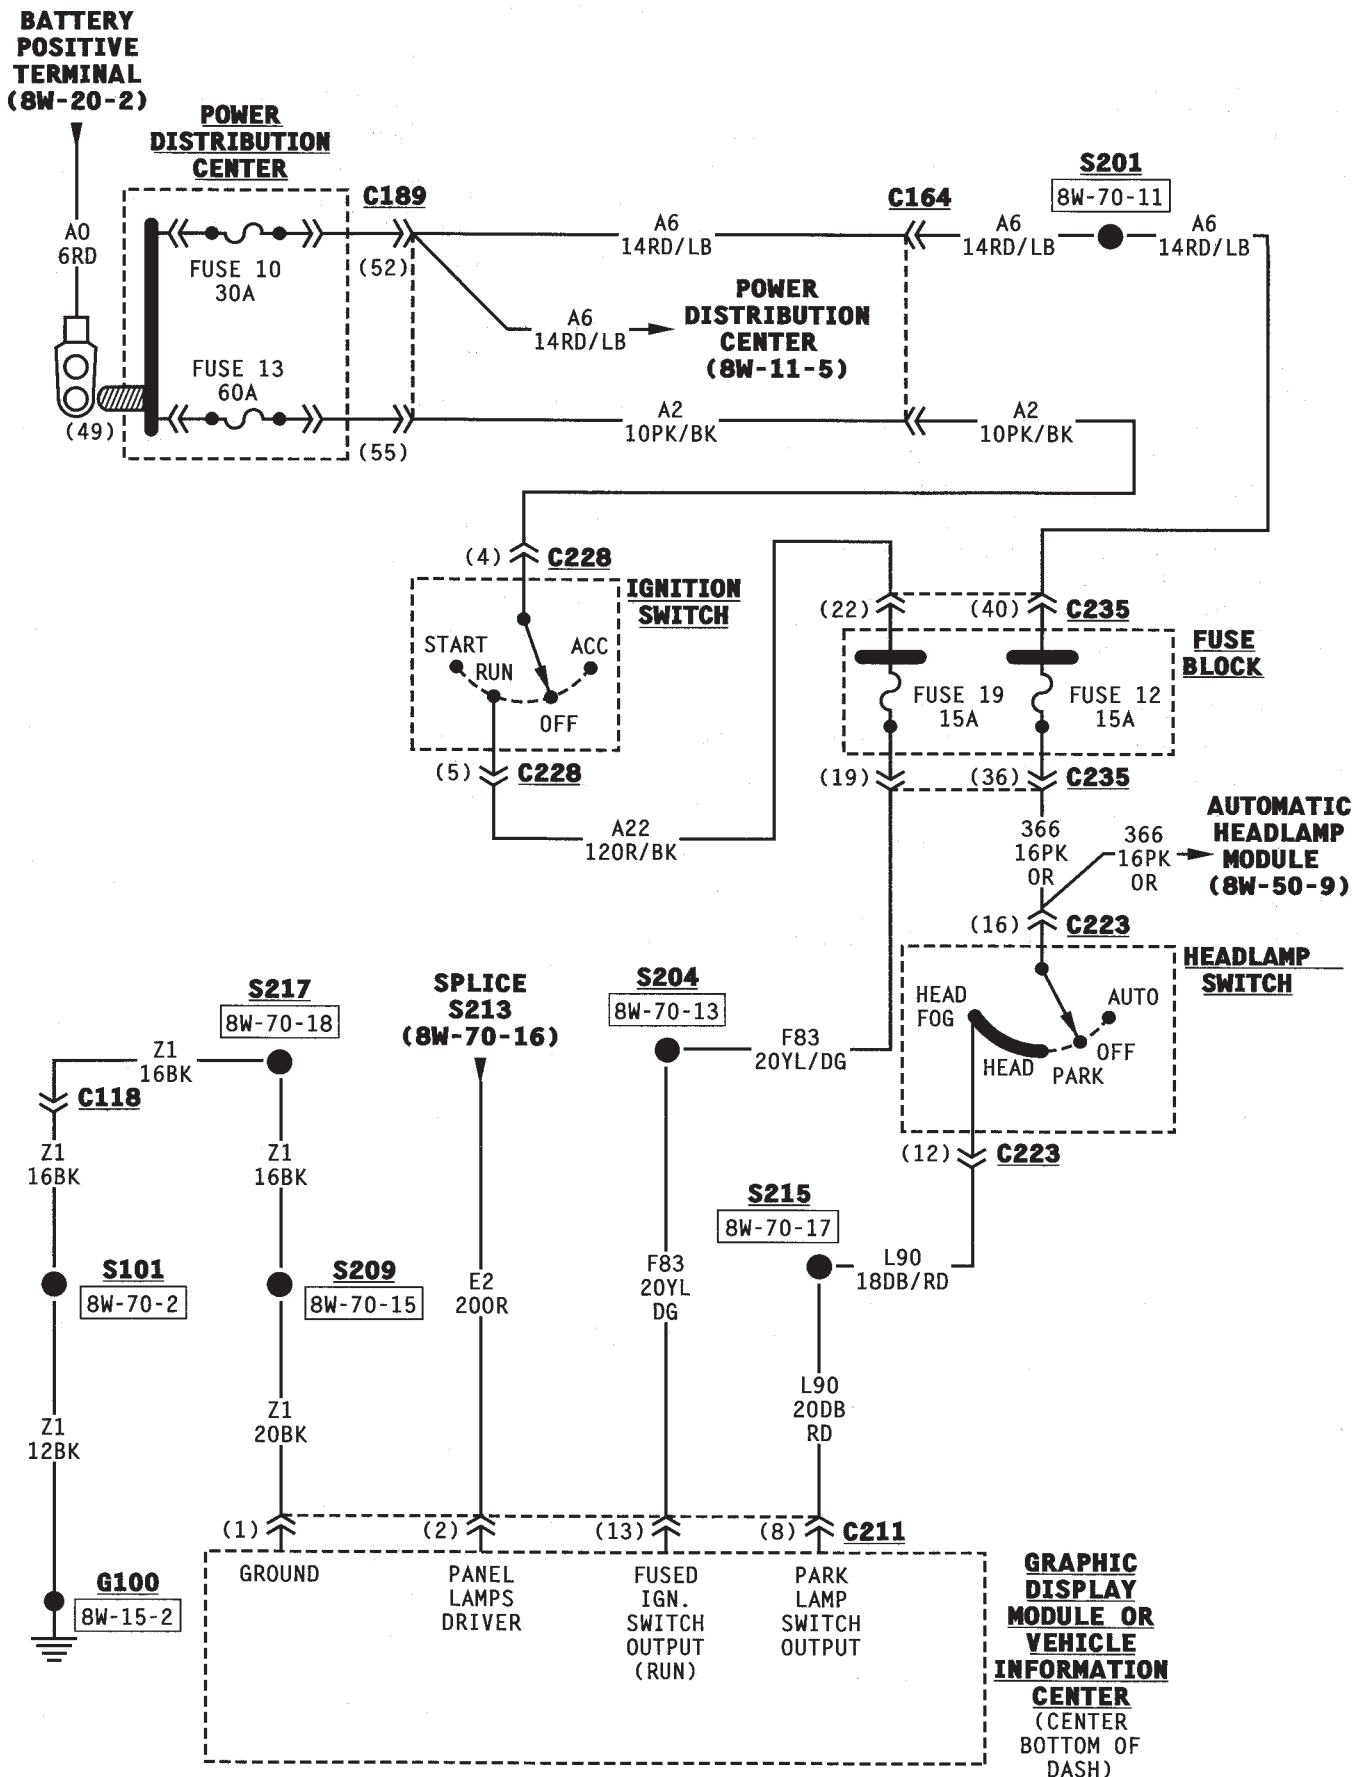 BATTERY
POSITIVE
TERMINAL
(8W-20-2)
POWER
DISTRIBUTION
CENTER
A0
6RD
(49)
FUSE 10
30A
FUSE 13
60A
C189
(52)
(55)
A6
14RD/LB
A6
14RD/LB
POWER
DISTRIBUTION
CENTER
(8W-11-5)
A2
10PK/BK
C164
A6
14RD/LB
S201
8W-70-11
A6
14RD/LB
A2
10PK/BK
(4)
C228
IGNITION
SWITCH
START
RUN
ACC
OFF
(5)
C228
A22
12OR/BK
(22)
(40)
C235
FUSE
BLOCK
FUSE 19
15A
FUSE 12
15A
(19)
(36)
C235
366
16PK
OR
366
16PK
OR
AUTOMATIC
HEADLAMP
MODULE
(8W-50-9)
(16)
C223
HEADLAMP
SWITCH
HEAD
FOG
HEAD
PARK
OFF
AUTO
(12)
C223
S217
8W-70-18
Z1
16BK
C118
Z1
16BK
Z1
16BK
SPLICE
S213
(8W-70-16)
S204
8W-70-13
F83
20YL/DG
S215
8W-70-17
L90
18DB/RD
S101
8W-70-2
S209
8W-70-15
E2
20OR
F83
20YL
DG
L90
20DB
RD
Z1
12BK
Z1
20BK
(1)
(2)
(13)
(8)
C211
G100
8W-15-2
GROUND
PANEL
LAMPS
DRIVER
FUSED
IGN.
SWITCH
OUTPUT
(RUN)
PARK
LAMP
SWITCH
OUTPUT
GRAPHIC
DISPLAY
MODULE OR
VEHICLE
INFORMATION
CENTER
(CENTER
BOTTOM OF
DASH)